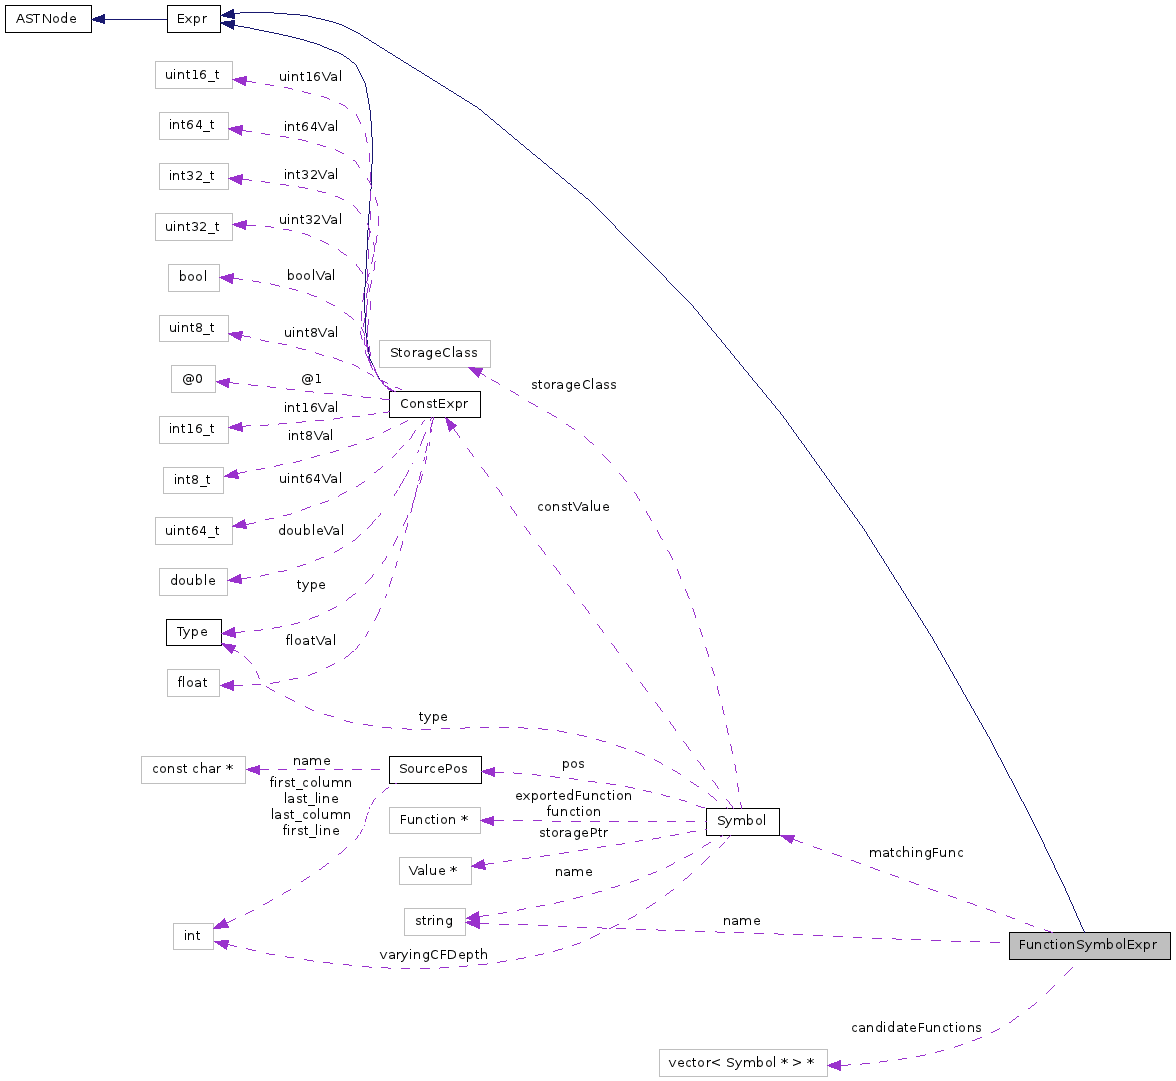 ASTNode
Expr
uint16_t
uint16Val
int64_t
int64Val
int32_t
int32Val
uint32_t
uint32Val
bool
boolVal
uint8_t
uint8Val
StorageClass
storageClass
@0
@1
ConstExpr
int16_t
int16Val
int8_t
int8Val
uint64_t
uint64Val
constValue
double
doubleVal
Type
type
float
floatVal
type
const char *
name
SourcePos
pos
first_column
last_line
last_column
first_line
exportedFunction
function
Function *
Symbol
storagePtr
Value *
name
matchingFunc
string
name
int
varyingCFDepth
FunctionSymbolExpr
candidateFunctions
vector< Symbol * > *